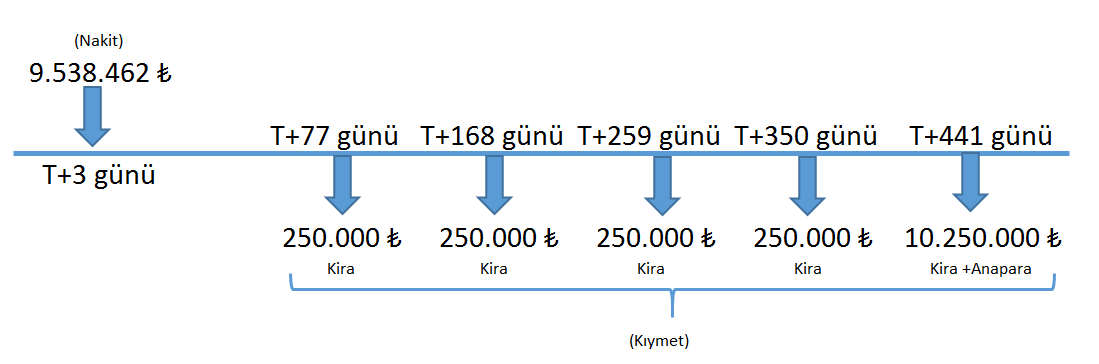 (Nakit)
9.538.462 ₺
T+3 günü
T+77 günü T+168 günü T+259 günü T+350 günü T+441 günü
250.000 ₺ 250.000 ₺ 250.000 ₺ 250.000 ₺ 10.250.000 ₺
Kira Kira Kira Kira Kira +Anapara
(Kıymet)